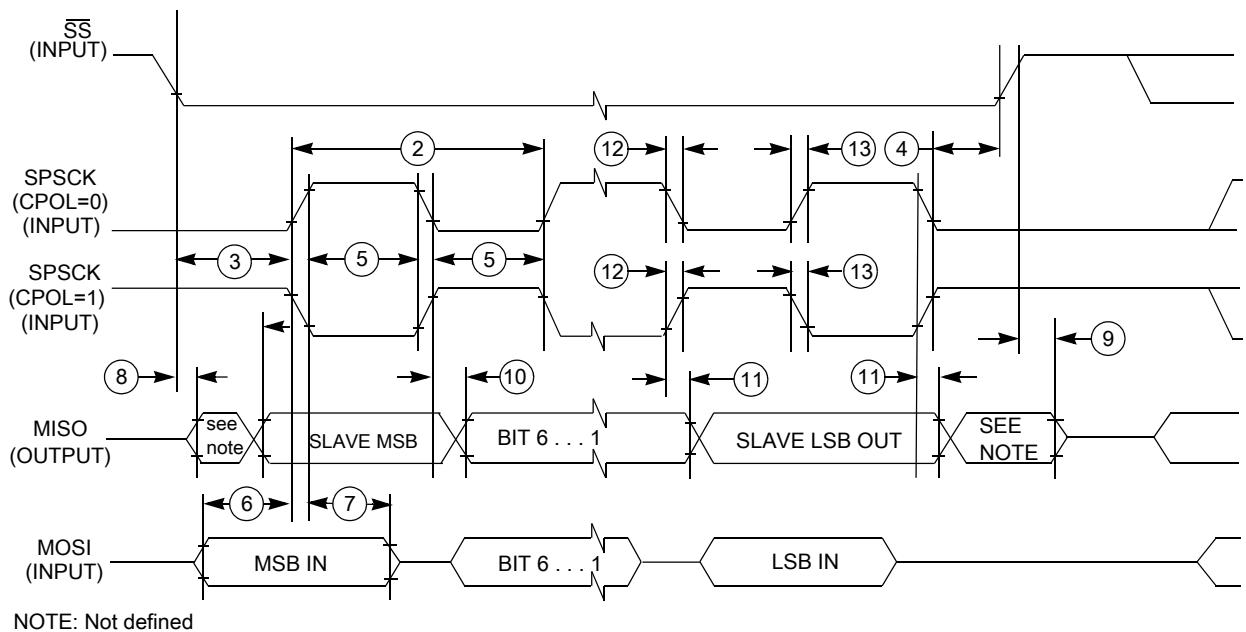 SS
(INPUT)
2
12
13
4
SPSCK
(CPOL=0)
(INPUT)
3
5
5
12
13
SPSCK
(CPOL=1)
(INPUT)
8
10
11
11
9
MISO
(OUTPUT)
see
note
SLAVE MSB
BIT 6 . . . 1
SLAVE LSB OUT
SEE
NOTE
6
7
MOSI
(INPUT)
MSB IN
BIT 6 . . . 1
LSB IN
NOTE: Not defined